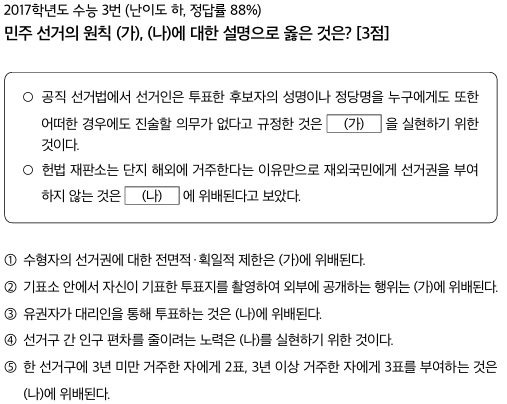 2017학년도 수능 3번 (난이도 하, 정답률 88%)
민주 선거의 원칙 (가), (나)에 대한 설명으로 옳은 것은? [3점]
○ 공직 선거법에서 선거인은 투표한 후보자의 성명이나 정당명을 누구에게도 또한
어떠한 경우에도 진술할 의무가 없다고 규정한 것은 (가) 을 실현하기 위한
것이다.
○ 헌법 재판소는 단지 해외에 거주한다는 이유만으로 재외국민에게 선거권을 부여
하지 않는 것은 (나) 에 위배된다고 보았다.
① 수형자의 선거권에 대한 전면적·획일적 제한은 (가)에 위배된다.
② 기표소 안에서 자신이 기표한 투표지를 촬영하여 외부에 공개하는 행위는 (가)에 위배된다.
③ 유권자가 대리인을 통해 투표하는 것은 (나)에 위배된다.
④ 선거구 간 인구 편차를 줄이려는 노력은 (나)를 실현하기 위한 것이다.
⑤ 한 선거구에 3년 미만 거주한 자에게 2표, 3년 이상 거주한 자에게 3표를 부여하는 것은
(나)에 위배된다.